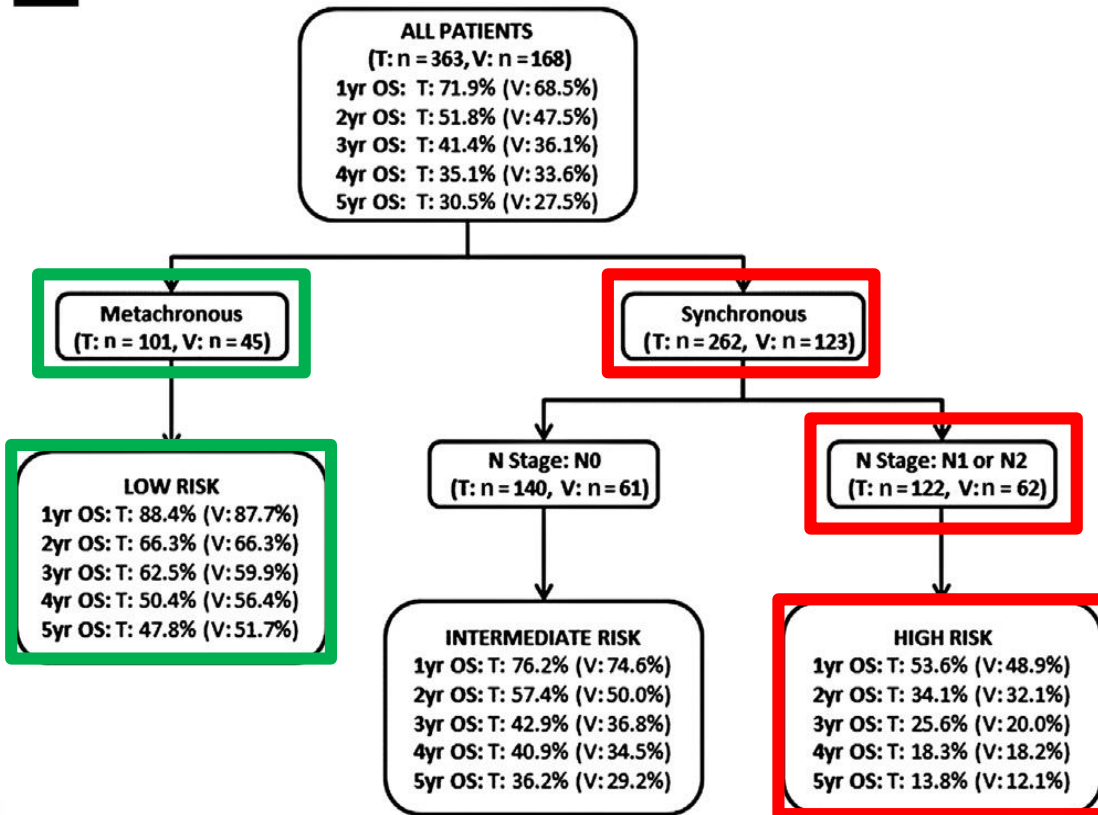 ALL PATIENTS
(T: n = 363, V: n = 168)
1yr OS: T: 71.9% (V: 68.5%)
2yr OS: T: 51.8% (V: 47.5%)
3yr OS: T: 41.4% (V: 36.1%)
4yr OS: T: 35.1% (V: 33.6%)
5yr OS: T: 30.5% (V: 27.5%)
Metachronous
(T: n = 101, V: n = 45)
Synchronous
(T: n = 262, V: n = 123)
LOW RISK
1yr OS: T: 88.4% (V: 87.7%)
2yr OS: T: 66.3% (V: 66.3%)
3yr OS: T: 62.5% (V: 59.9%)
4yr OS: T: 50.4% (V: 56.4%)
5yr OS: T: 47.8% (V: 51.7%)
N Stage: N0
(T: n = 140, V: n = 61)
N Stage: N1 or N2
(T: n = 122, V: n = 62)
INTERMEDIATE RISK
1yr OS: T: 76.2% (V: 74.6%)
2yr OS: T: 57.4% (V: 50.0%)
3yr OS: T: 42.9% (V: 36.8%)
4yr OS: T: 40.9% (V: 34.5%)
5yr OS: T: 36.2% (V: 29.2%)
HIGH RISK
1yr OS: T: 53.6% (V: 48.9%)
2yr OS: T: 34.1% (V: 32.1%)
3yr OS: T: 25.6% (V: 20.0%)
4yr OS: T: 18.3% (V: 18.2%)
5yr OS: T: 13.8% (V: 12.1%)